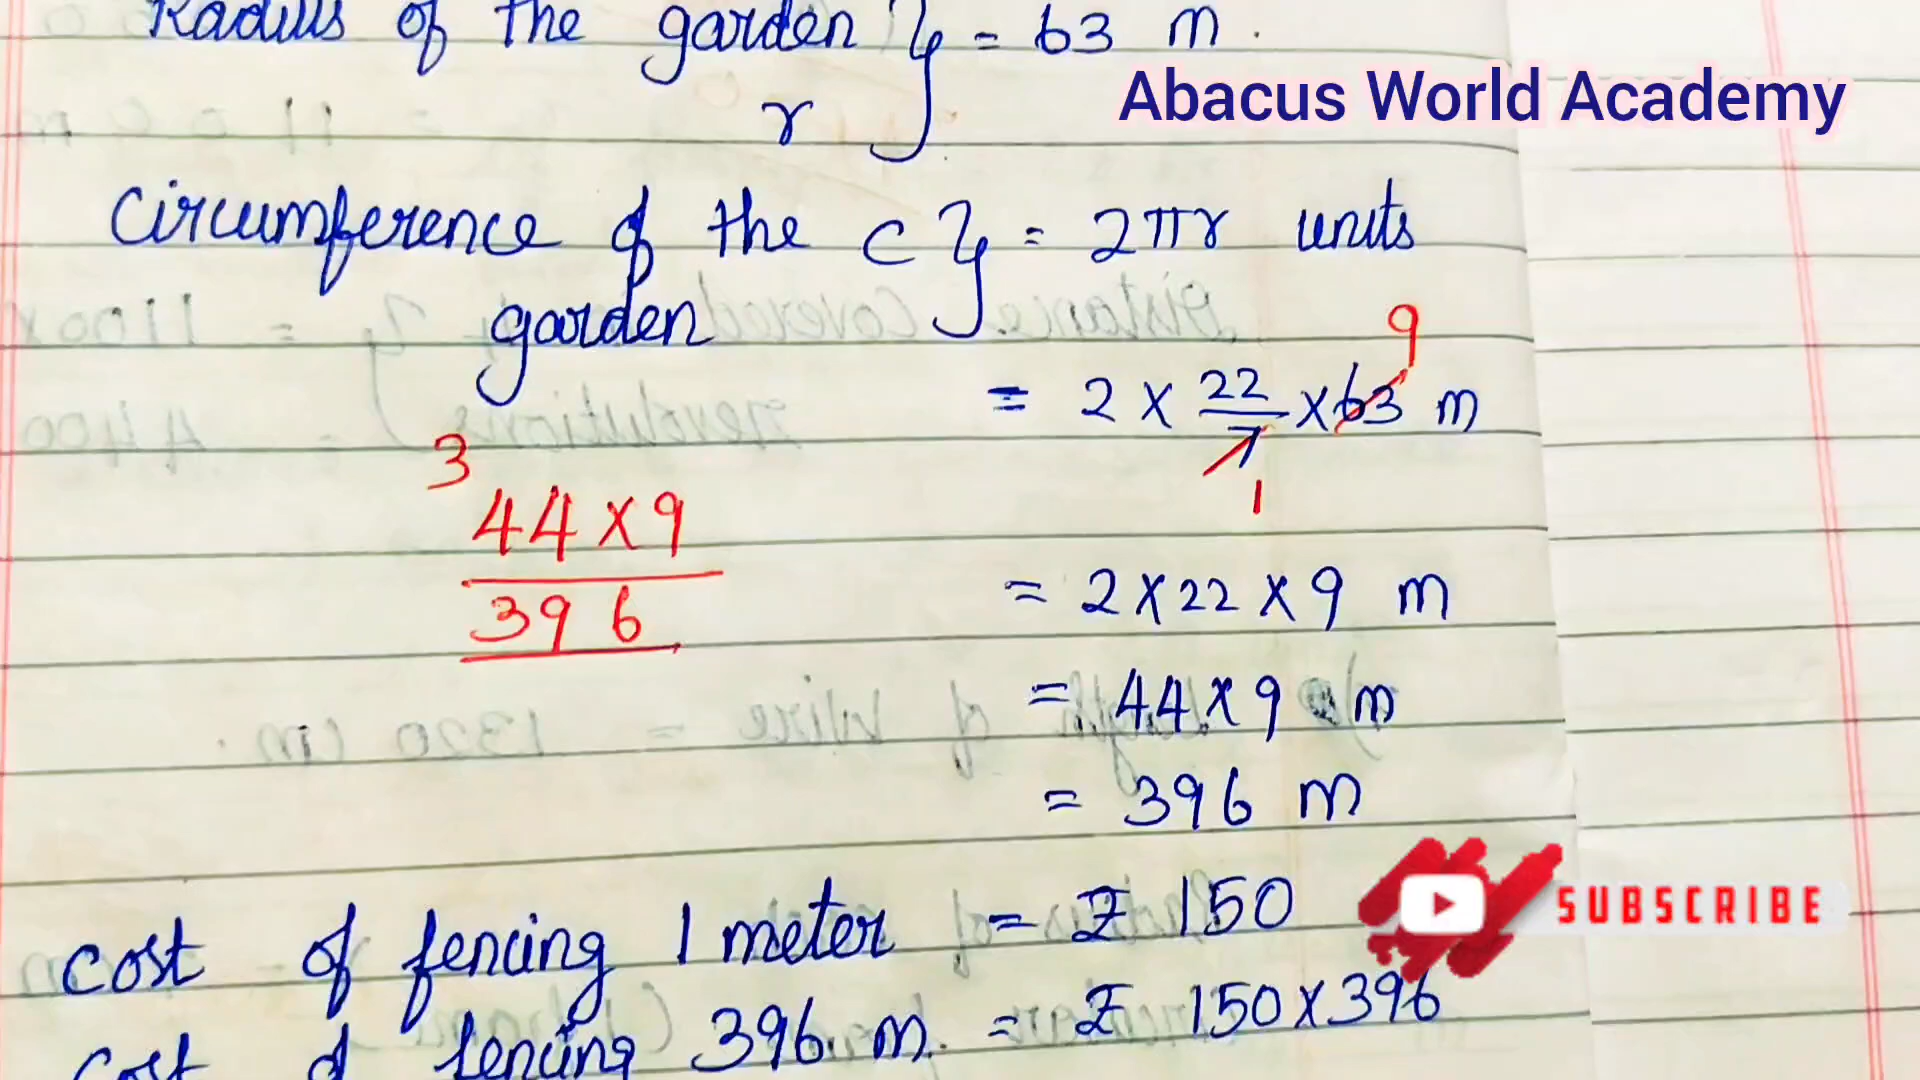 Radius of the garden } = 63 m.
r
Abacus World Academy
Circumference of the C } = 2πr units
garden
9
= 2 × 22/7 × 63 m
1
3
44 × 9
396
= 2 × 22 × 9 m
= 44 × 9 m
= 396 m
Cost of fencing 1 meter = ₹ 150
SUBSCRIBE
Cost of fencing 396 m. = ₹ 150 × 396